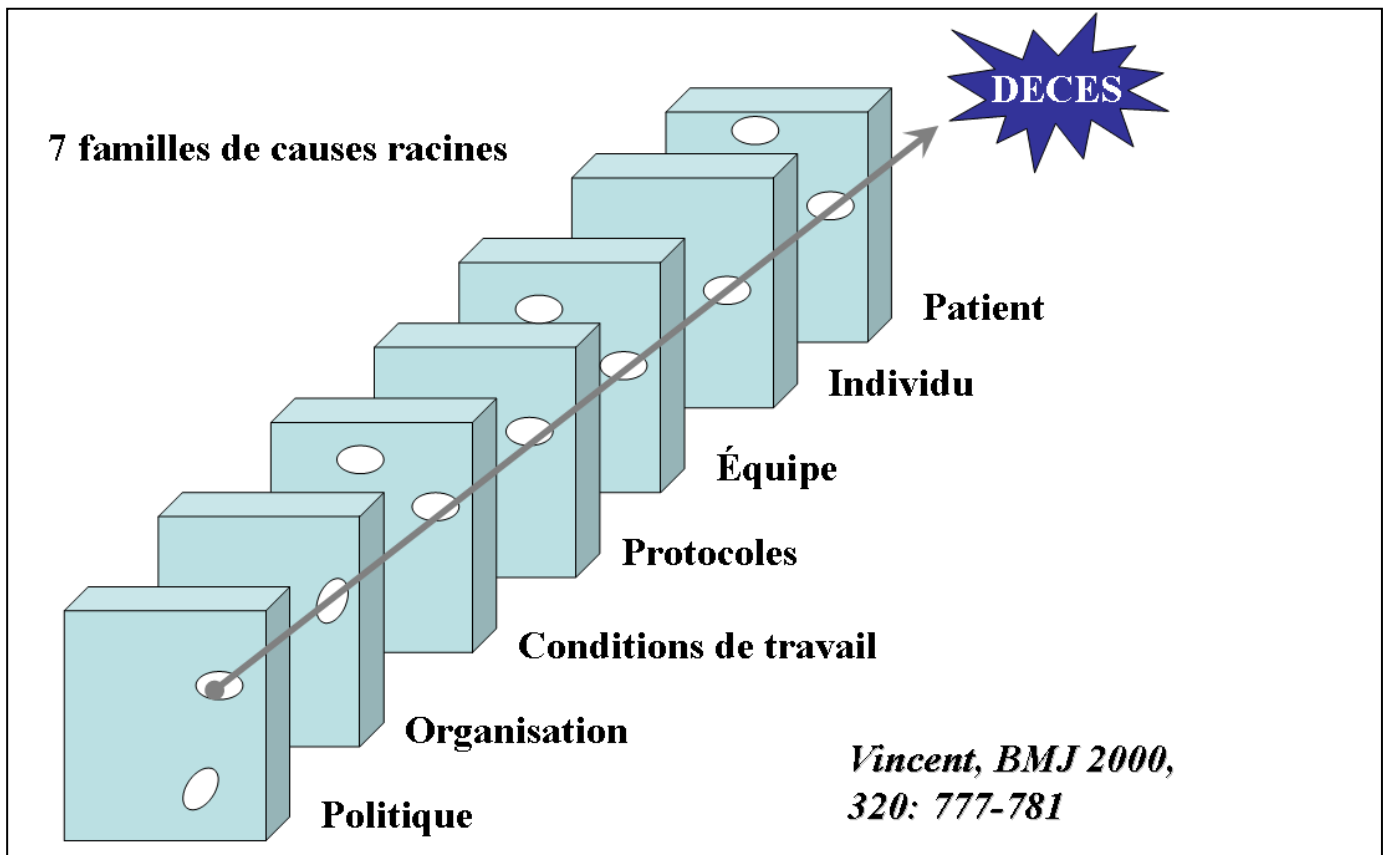 DECES
7 familles de causes racines
Patient
Individu
Équipe
Protocoles
Conditions de travail
Organisation
Politique
Vincent, BMJ 2000,
320: 777-781